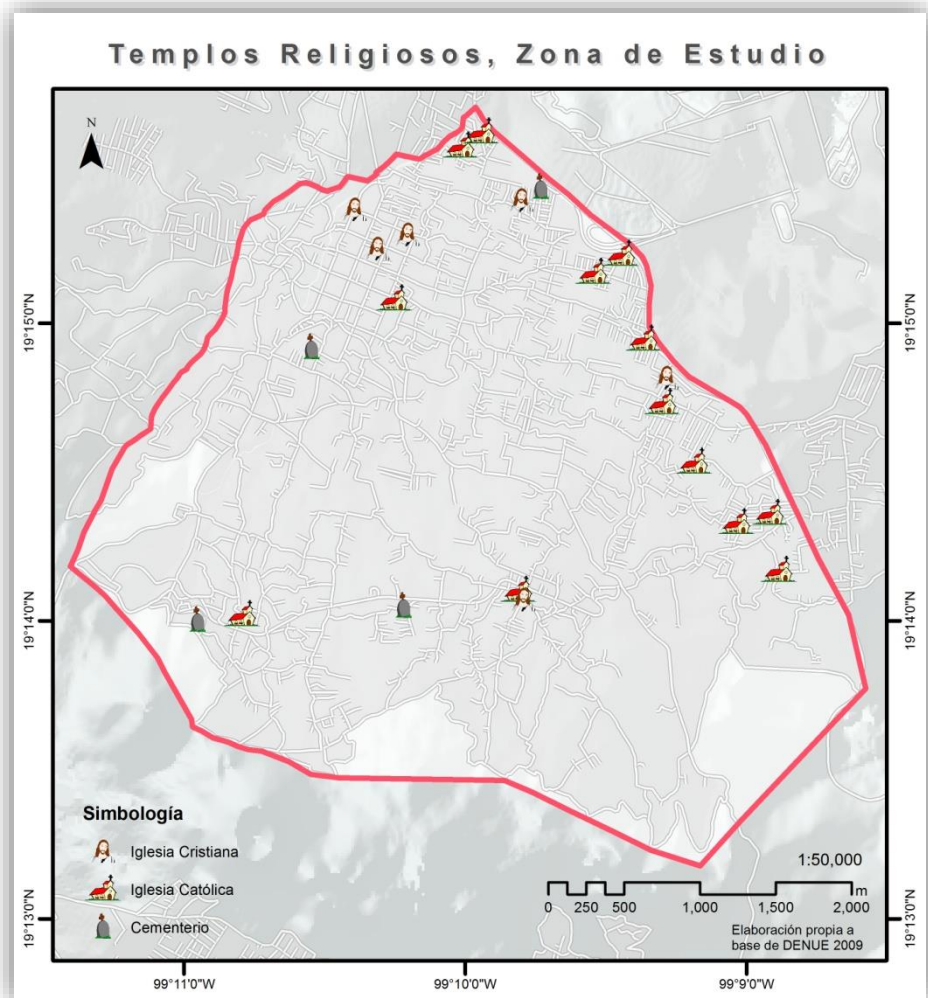 Templos Religiosos, Zona de Estudio
N
19°15'0"N
19°15'0"N
19°14'0"N
19°14'0"N
Simbología
Iglesia Cristiana
Iglesia Católica
Cementerio
1:50,000
m
0 250 500 1,000 1,500 2,000
Elaboración propia a
base de DENUE 2009
19°13'0"N
19°13'0"N
99°11'0"W
99°10'0"W
99°9'0"W